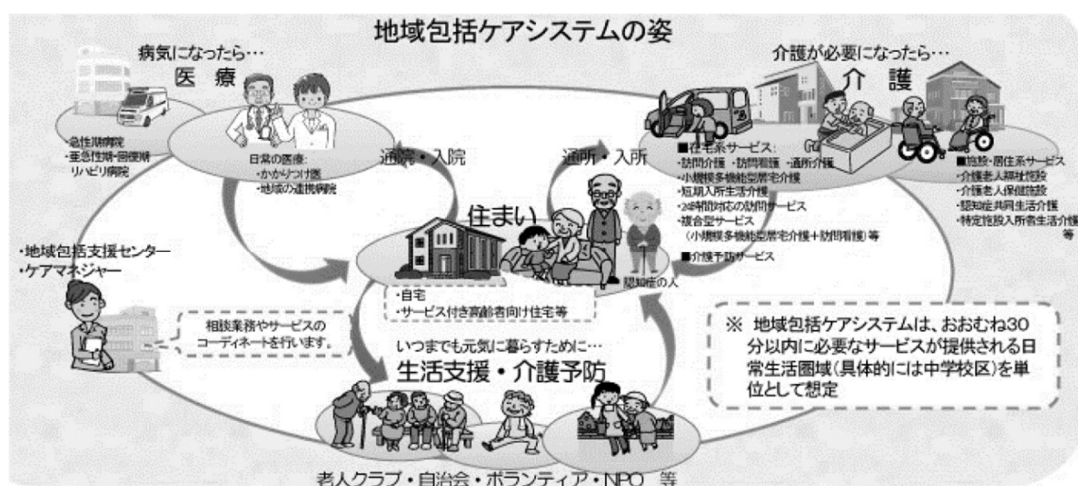 地域包括ケアシステムの姿
病気になったら…
医 療
・急性期病院
・亜急性期・回復期
リハビリ病院
日常の医療:
・かかりつけ医
・地域の連携病院
通院・入院
通所・入所
介護が必要になったら…
介 護
■在宅系サービス:
・訪問介護 ・訪問看護 ・通所介護
・小規模多機能型居宅介護
・短期入所生活介護
・24時間対応の訪問サービス
・複合型サービス
(小規模多機能型居宅介護+訪問看護)等
■介護予防サービス
■施設・居住系サービス
・介護老人福祉施設
・介護老人保健施設
・認知症共同生活介護
・特定施設入所者生活介護
等
住まい
認知症の人
・自宅
・サービス付き高齢者向け住宅等
・地域包括支援センター
・ケアマネジャー
相談業務やサービスの
コーディネートを行います。
いつまでも元気に暮らすために…
生活支援・介護予防
老人クラブ・自治会・ボランティア・NPO 等
※ 地域包括ケアシステムは、おおむね30
分以内に必要なサービスが提供される日
常生活圏域(具体的には中学校区)を単
位として想定